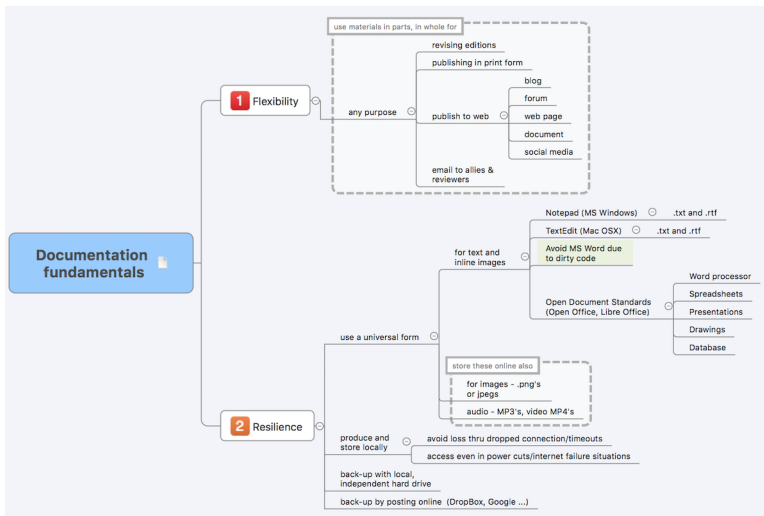 use materials in parts, in whole for
revising editions
publishing in print form
blog
1 Flexibility
forum
any purpose
publish to web
web page
document
social media
email to allies &
reviewers
Documentation
fundamentals
Notepad (MS Windows)
.txt and .rtf
TextEdit (Mac OSX)
.txt and .rtf
for text and
inline images
Avoid MS Word due
to dirty code
Word processor
Open Document Standards
(Open Office, Libre Office)
Spreadsheets
Presentations
Drawings
Database
use a universal form
store these online also
for images - .png's
or jpegs
audio - MP3's, video MP4's
2 Resilience
produce and
store locally
avoid loss thru dropped connection/timeouts
access even in power cuts/internet failure situations
back-up with local,
independent hard drive
back-up by posting online (DropBox, Google ...)